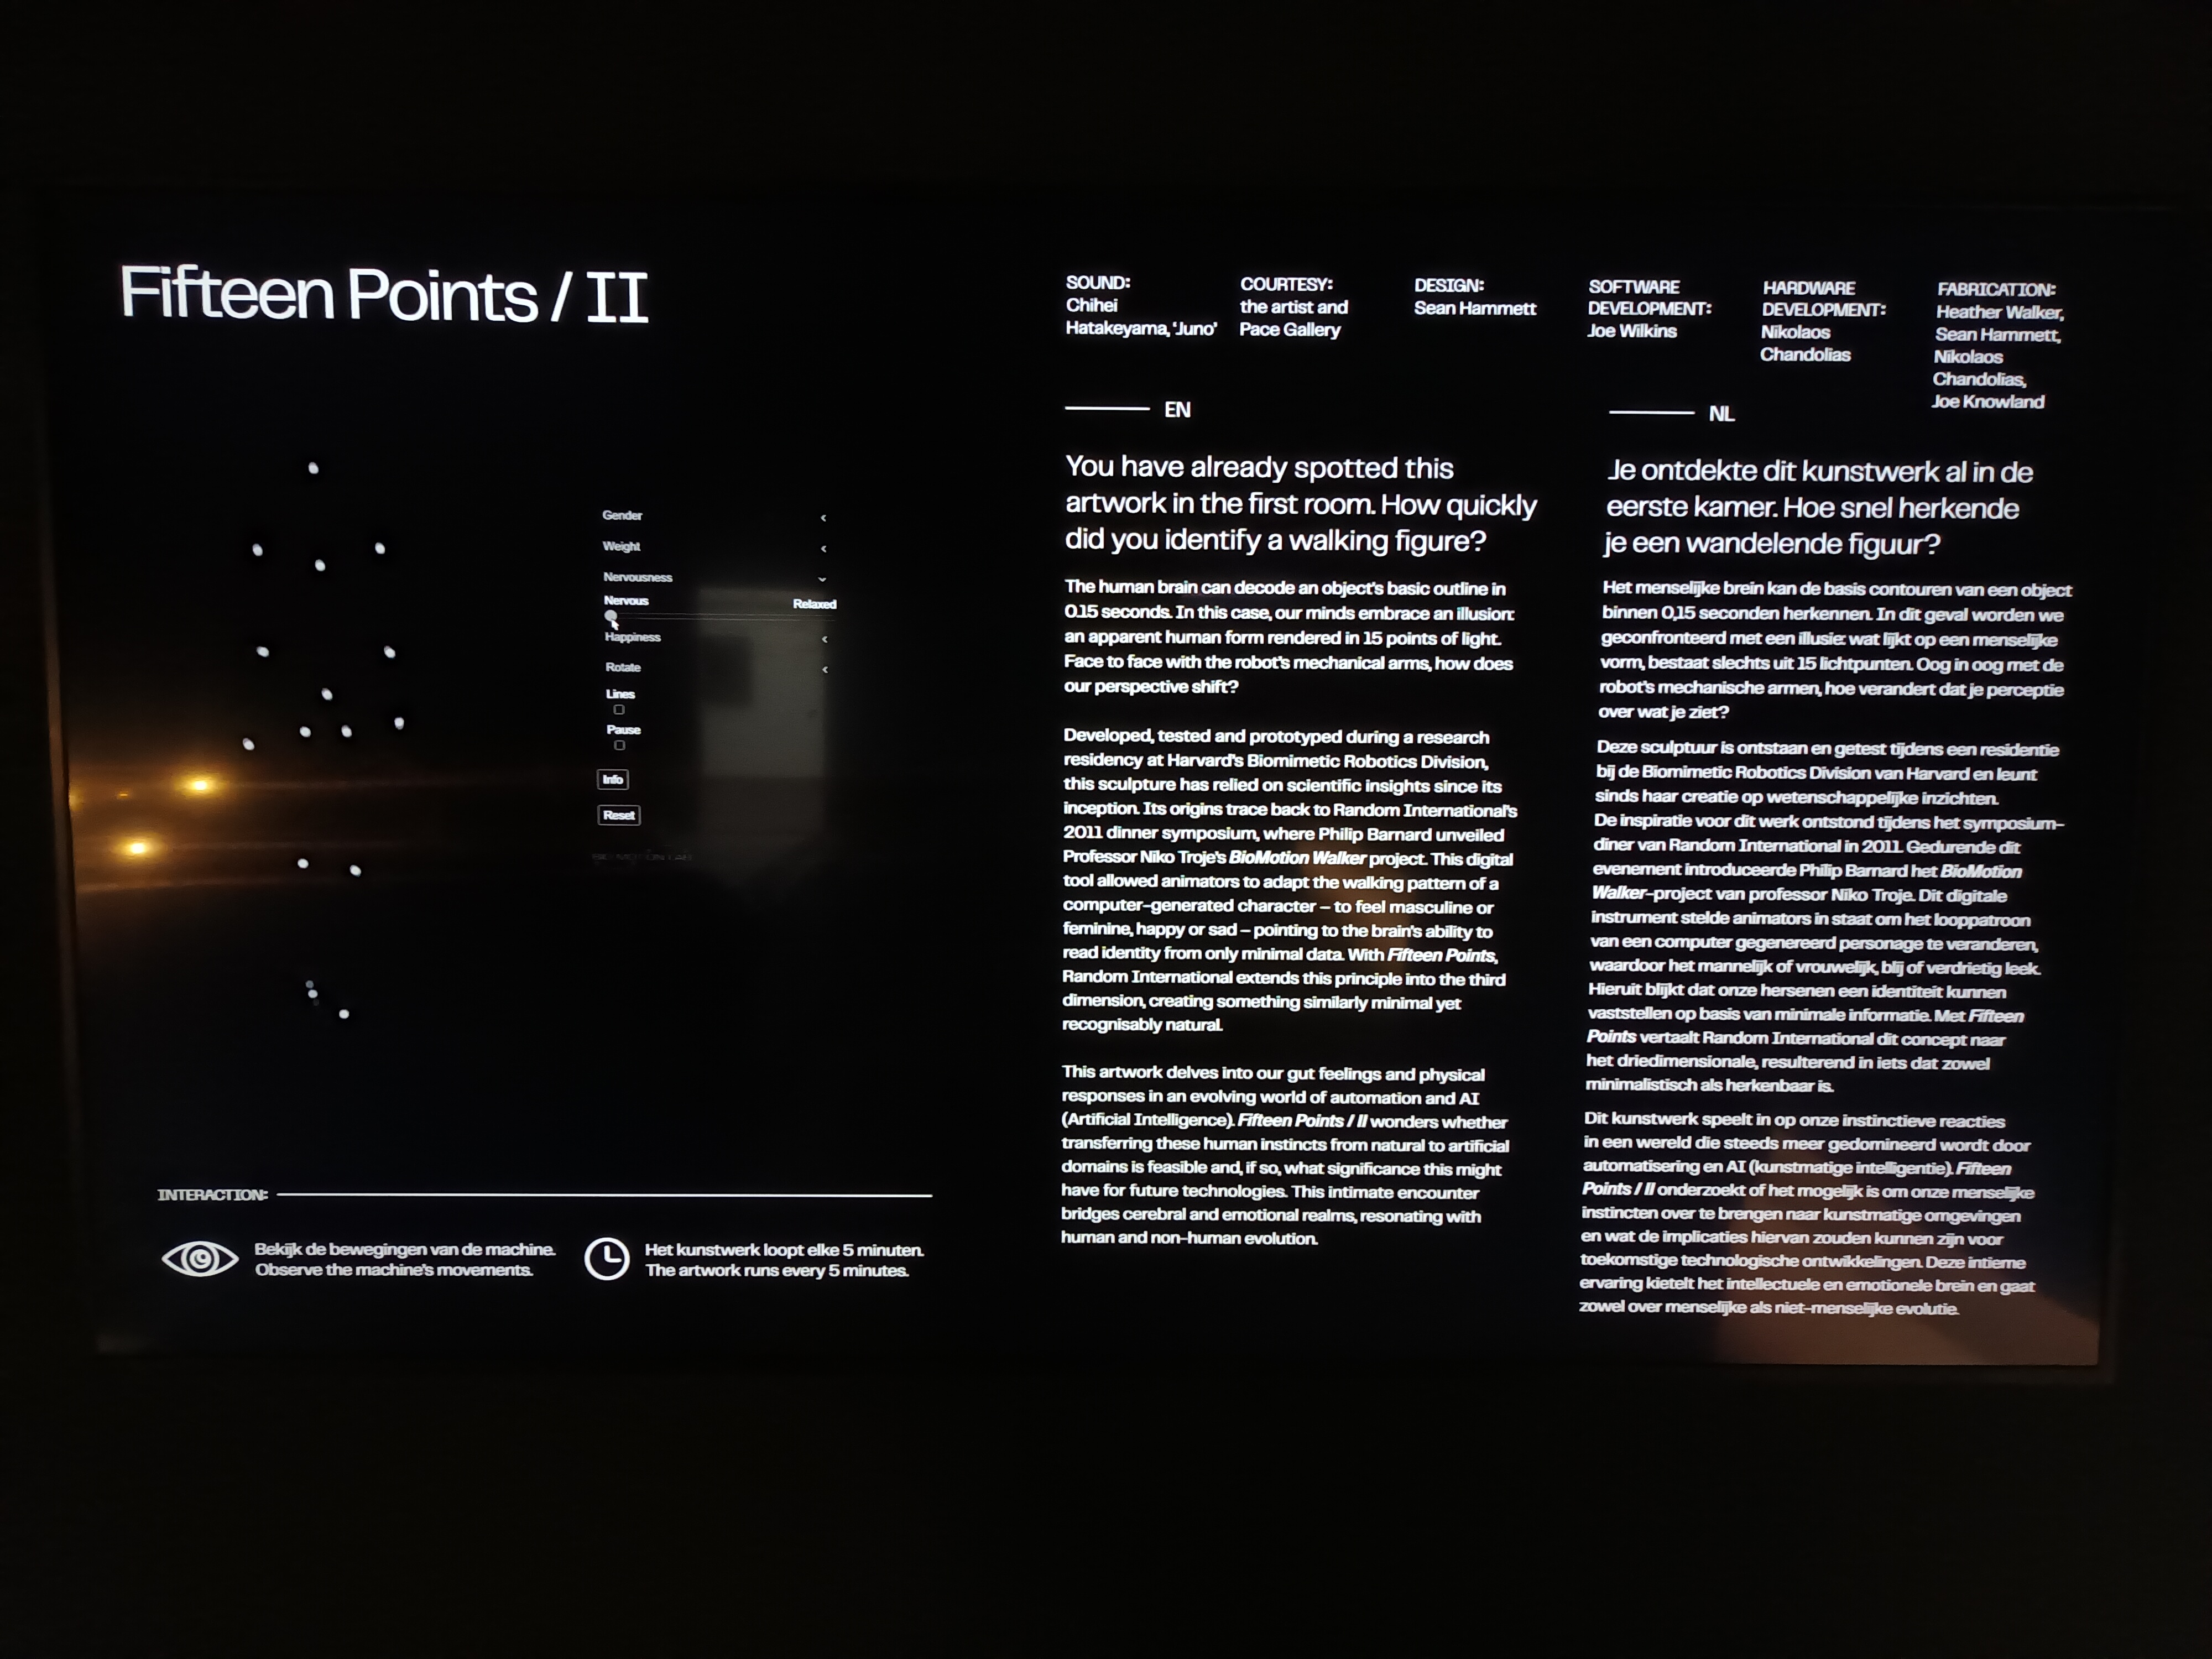 Fifteen Points / II
SOUND:
Chihei
Hatakeyama, 'Juno'
COURTESY:
the artist and
Pace Gallery
DESIGN:
Sean Hammett
SOFTWARE
DEVELOPMENT:
Joe Wilkins
HARDWARE
DEVELOPMENT:
Nikolaos
Chandolias
FABRICATION:
Heather Walker,
Sean Hammett,
Nikolaos
Chandolias,
Joe Knowland
Gender
Weight
Nervousness
Nervous Relaxed
Happiness
Rotate
Lines
Pause
Info
Reset
BIO MOTION LAB
EN
You have already spotted this
artwork in the first room. How quickly
did you identify a walking figure?
The human brain can decode an object's basic outline in
0.15 seconds. In this case, our minds embrace an illusion:
an apparent human form rendered in 15 points of light.
Face to face with the robot's mechanical arms, how does
our perspective shift?
Developed, tested and prototyped during a research
residency at Harvard's Biomimetic Robotics Division,
this sculpture has relied on scientific insights since its
inception. Its origins trace back to Random International's
2011 dinner symposium, where Philip Barnard unveiled
Professor Niko Troje's BioMotion Walker project. This digital
tool allowed animators to adapt the walking pattern of a
computer-generated character – to feel masculine or
feminine, happy or sad – pointing to the brain's ability to
read identity from only minimal data. With Fifteen Points,
Random International extends this principle into the third
dimension, creating something similarly minimal yet
recognisably natural.
This artwork delves into our gut feelings and physical
responses in an evolving world of automation and AI
(Artificial Intelligence). Fifteen Points / II wonders whether
transferring these human instincts from natural to artificial
domains is feasible and, if so, what significance this might
have for future technologies. This intimate encounter
bridges cerebral and emotional realms, resonating with
human and non-human evolution.
NL
Je ontdekte dit kunstwerk al in de
eerste kamer. Hoe snel herkende
je een wandelende figuur?
Het menselijke brein kan de basis contouren van een object
binnen 0,15 seconden herkennen. In dit geval worden we
geconfronteerd met een illusie: wat lijkt op een menselijke
vorm, bestaat slechts uit 15 lichtpunten. Oog in oog met de
robot's mechanische armen, hoe verandert dat je perceptie
over wat je ziet?
Deze sculptuur is ontstaan en getest tijdens een residentie
bij de Biomimetic Robotics Division van Harvard en leunt
sinds haar creatie op wetenschappelijke inzichten.
De inspiratie voor dit werk ontstond tijdens het symposium-
diner van Random International in 2011. Gedurende dit
evenement introduceerde Philip Barnard het BioMotion
Walker-project van professor Niko Troje. Dit digitale
instrument stelde animators in staat om het looppatroon
van een computer gegenereerd personage te veranderen,
waardoor het mannelijk of vrouwelijk, blij of verdrietig leek.
Hieruit blijkt dat onze hersenen een identiteit kunnen
vaststellen op basis van minimale informatie. Met Fifteen
Points vertaalt Random International dit concept naar
het driedimensionale, resulterend in iets dat zowel
minimalistisch als herkenbaar is.
Dit kunstwerk speelt in op onze instinctieve reacties
in een wereld die steeds meer gedomineerd wordt door
automatisering en AI (kunstmatige intelligentie). Fifteen
Points / II onderzoekt of het mogelijk is om onze menselijke
instincten over te brengen naar kunstmatige omgevingen
en wat de implicaties hiervan zouden kunnen zijn voor
toekomstige technologische ontwikkelingen. Deze intieme
ervaring kietelt het intellectuele en emotionele brein en gaat
zowel over menselijke als niet-menselijke evolutie.
INTERACTION:
Bekijk de bewegingen van de machine.
Observe the machine's movements.
Het kunstwerk loopt elke 5 minuten.
The artwork runs every 5 minutes.